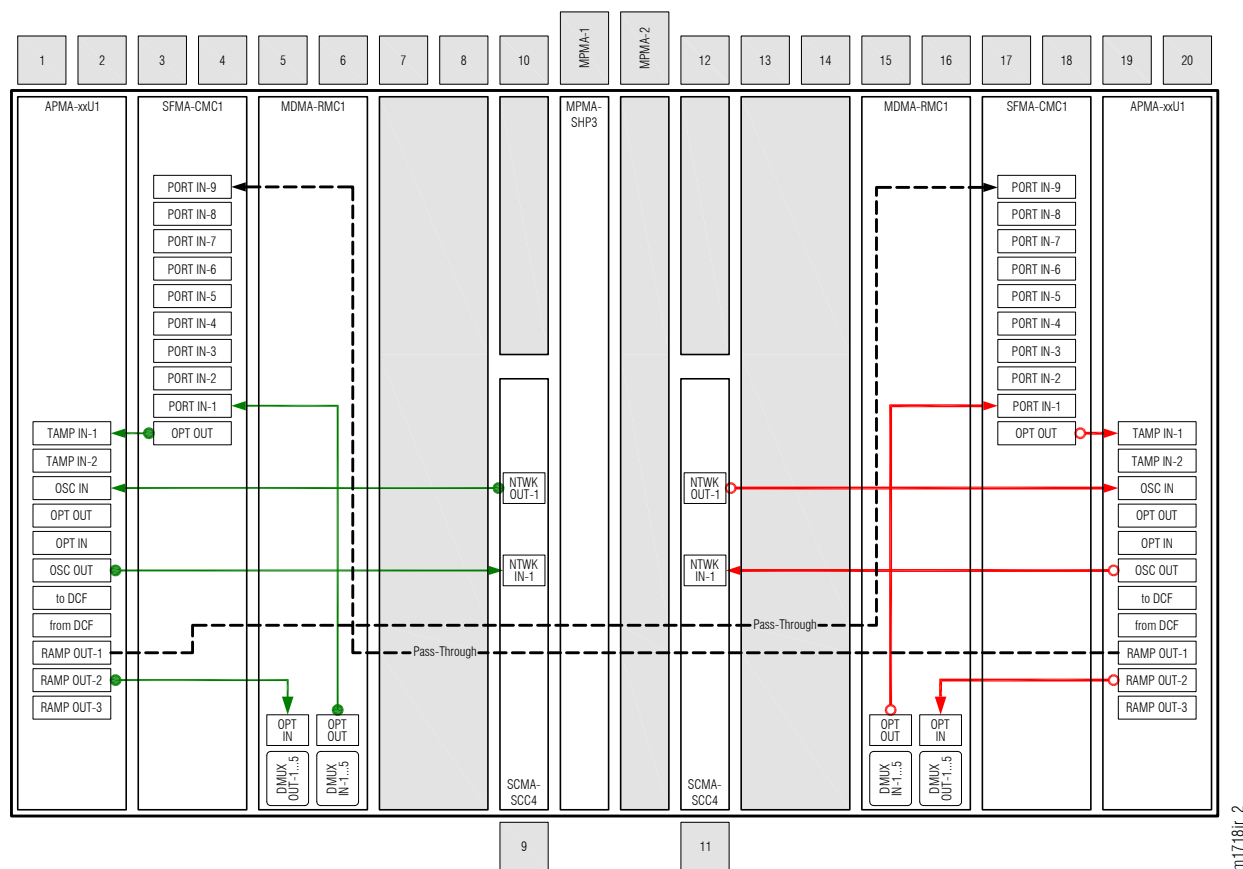 1 2 3 4 5 6 7 8 10 MPMA-1 MPMA-2 12 13 14 15 16 17 18 19 20
APMA-xxU1 SFMA-CMC1 MDMA-RMC1 MPMA- MDMA-RMC1 SFMA-CMC1 APMA-xxU1
SHP3
PORT IN-9 PORT IN-9
PORT IN-8 PORT IN-8
PORT IN-7 PORT IN-7
PORT IN-6 PORT IN-6
PORT IN-5 PORT IN-5
PORT IN-4 PORT IN-4
PORT IN-3 PORT IN-3
PORT IN-2 PORT IN-2
PORT IN-1 PORT IN-1
TAMP IN-1 OPT OUT OPT OUT TAMP IN-1
TAMP IN-2 TAMP IN-2
OSC IN NTWK NTWK OSC IN
OUT-1 OUT-1
OPT OUT OPT OUT
OPT IN OPT IN
OSC OUT NTWK NTWK OSC OUT
IN-1 IN-1
to DCF to DCF
from DCF Pass-Through from DCF
RAMP OUT-1 Pass-Through RAMP OUT-1
RAMP OUT-2 RAMP OUT-2
RAMP OUT-3 RAMP OUT-3
OPT OPT OPT OPT
IN OUT OUT IN
DMUX DMUX DMUX DMUX
OUT-1...5 IN-1...5 IN-1...5 OUT-1...5
SCMA- SCMA-
SCC4 SCC4
9 11